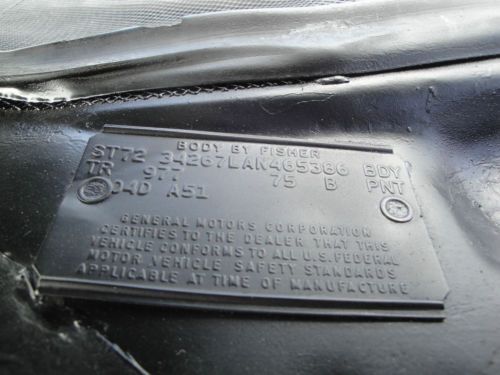 BODY BY FISHER
ST72 34267LAN465386 BDY
TR 977 75 B PNT
04D A51
GENERAL MOTORS CORPORATION
CERTIFIES TO THE DEALER THAT THIS
VEHICLE CONFORMS TO ALL U.S. FEDERAL
MOTOR VEHICLE SAFETY STANDARDS
APPLICABLE AT TIME OF MANUFACTURE